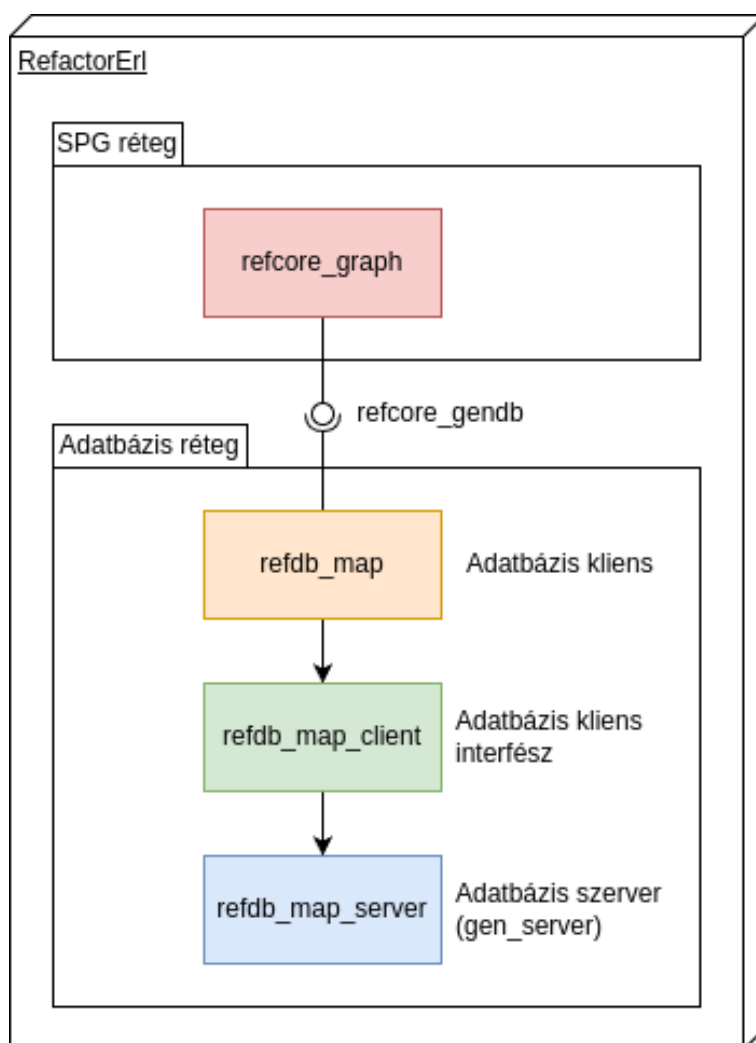 RefactorErl
SPG réteg
refcore_graph
refcore_gendb
Adatbázis réteg
refdb_map
Adatbázis kliens
refdb_map_client
Adatbázis kliens
interfész
refdb_map_server
Adatbázis szerver
(gen_server)